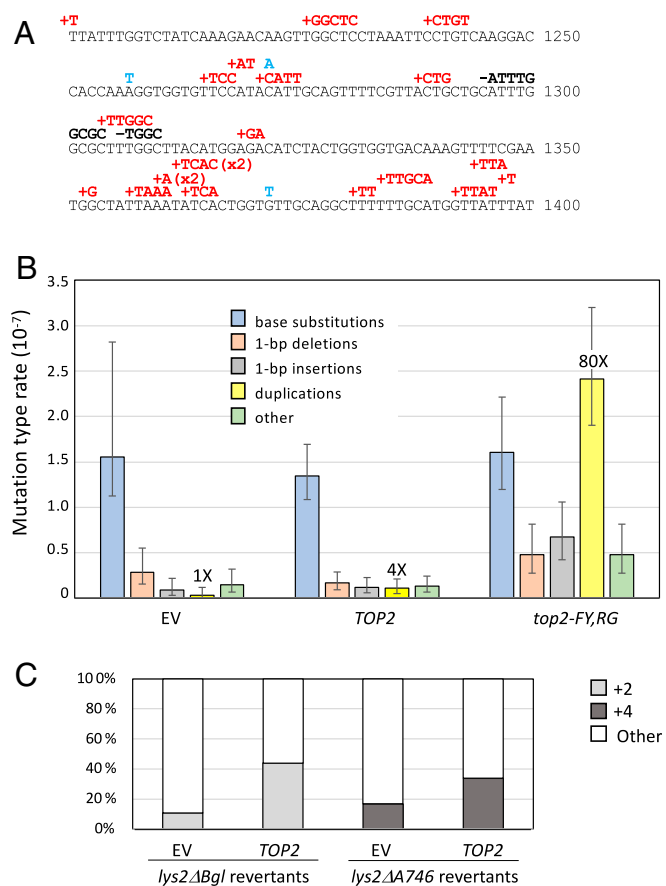 A
+T +GGCTC +CTGT
TTATTTGGTCTATCAAAGAACAAGTTGGCTCCTAAATTCCTGTCAAGGAC 1250
+AT A
T +TCC +CATT +CTG –ATTTG
CACCAAAGGTGGTGTTCCATACATTGCAGTTTTCGTTACTGCTGCATTTG 1300
+TTGGC
GCGC –TGGC +GA
GCGCTTTGGCTTACATGGAGACATCTACTGGTGGTGACAAAGTTTTCGAA 1350
+TCAC(x2) +TTA
+A(x2) +TTGCA +T
+G +TAAA +TCA T +TT +TTAT
TGGCTATTAAATATCACTGGTGTTGCAGGCTTTTTTGCATGGTTATTTAT 1400
B
Mutation type rate (10-7)
3.5
3.0
2.5
2.0
1.5
1.0
0.5
0
base substitutions
1-bp deletions
1-bp insertions
duplications
other
1X
4X
80X
EV TOP2 top2-FY,RG
C
100%
80%
60%
40%
20%
0%
+2
+4
Other
EV TOP2 EV TOP2
lys2ΔBgl revertants lys2ΔA746 revertants